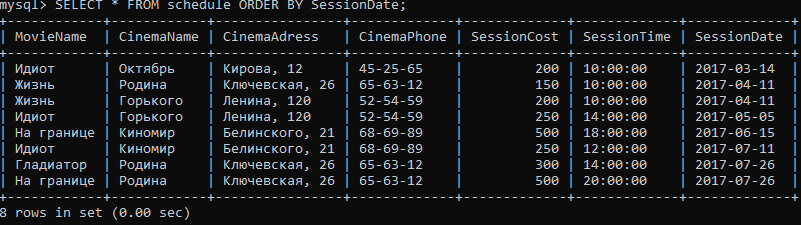 mysql> SELECT * FROM schedule ORDER BY SessionDate;
+------------+------------+----------------+-------------+-------------+-------------+-------------+
| MovieName | CinemaName | CinemaAdress | CinemaPhone | SessionCost | SessionTime | SessionDate |
+------------+------------+----------------+-------------+-------------+-------------+-------------+
| Идиот | Октябрь | Кирова, 12 | 45-25-65 | 200 | 10:00:00 | 2017-03-14 |
| Жизнь | Родина | Ключевская, 26 | 65-63-12 | 150 | 10:00:00 | 2017-04-11 |
| Жизнь | Горького | Ленина, 120 | 52-54-59 | 200 | 10:00:00 | 2017-04-11 |
| Идиот | Горького | Ленина, 120 | 52-54-59 | 250 | 14:00:00 | 2017-05-05 |
| На границе | Киномир | Белинского, 21 | 68-69-89 | 500 | 18:00:00 | 2017-06-15 |
| Идиот | Киномир | Белинского, 21 | 68-69-89 | 250 | 12:00:00 | 2017-07-11 |
| Гладиатор | Родина | Ключевская, 26 | 65-63-12 | 300 | 14:00:00 | 2017-07-26 |
| На границе | Родина | Ключевская, 26 | 65-63-12 | 500 | 20:00:00 | 2017-07-26 |
+------------+------------+----------------+-------------+-------------+-------------+-------------+
8 rows in set (0.00 sec)